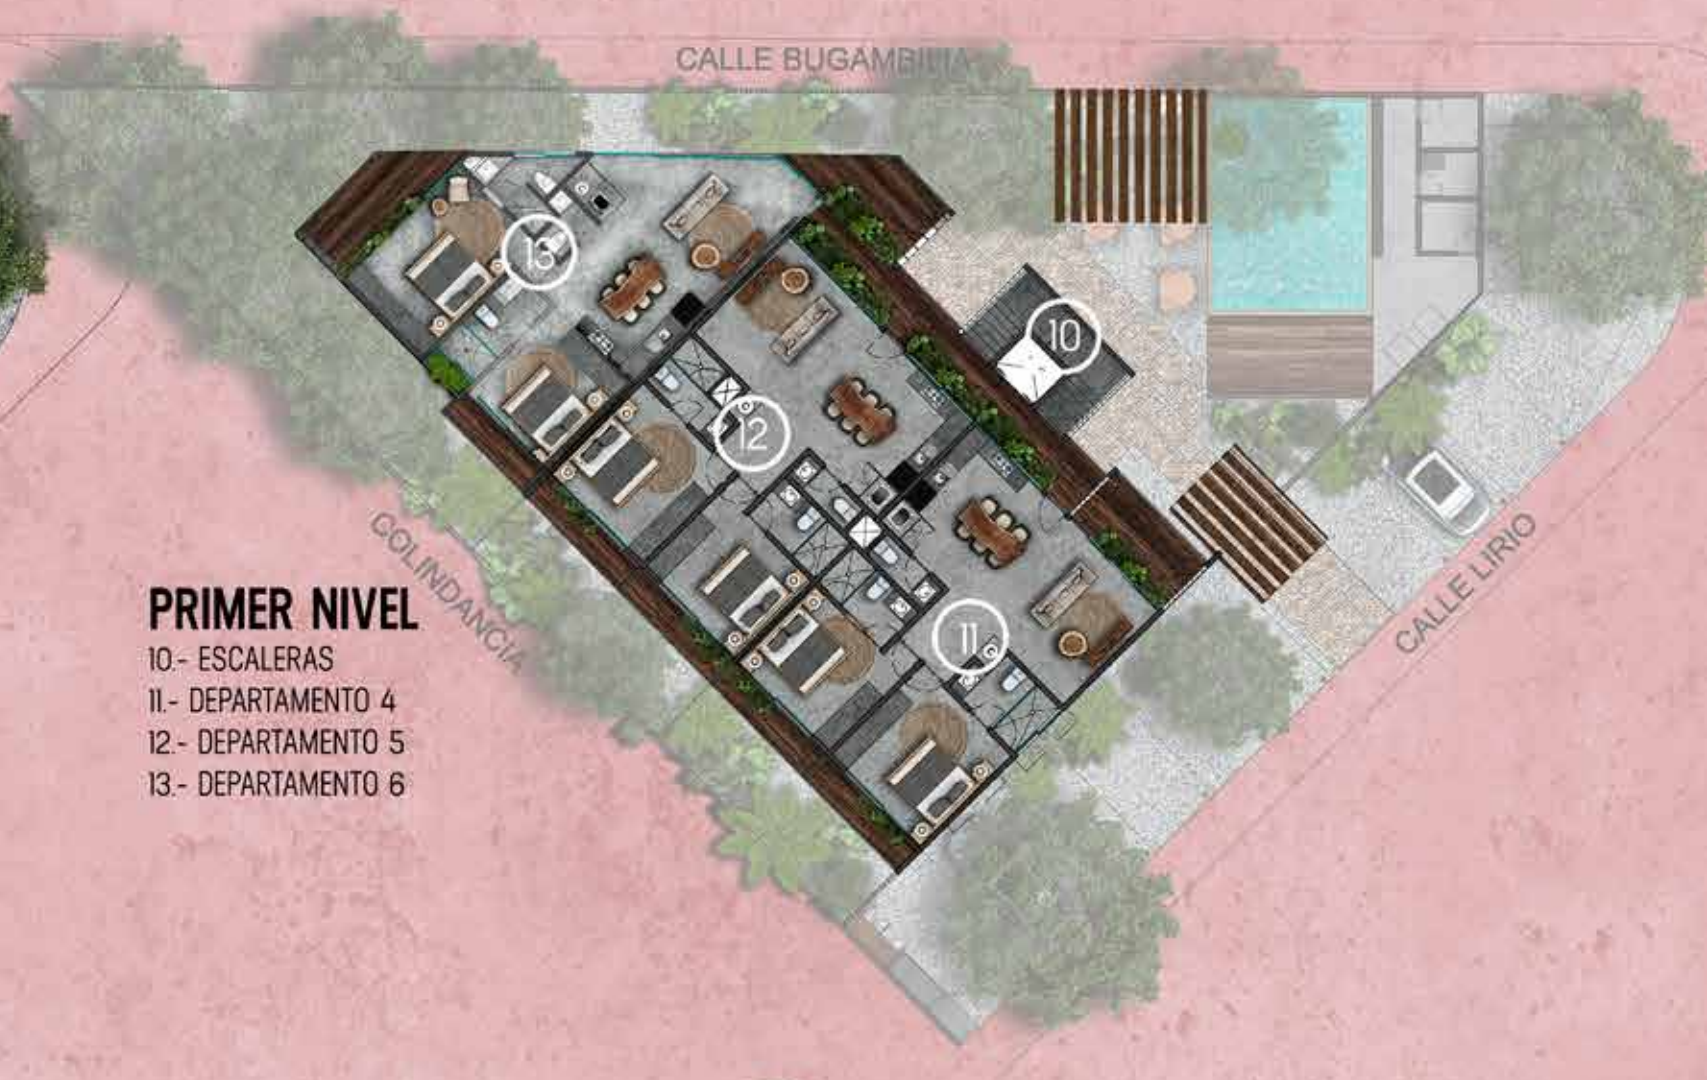 CALLE BUGAMBILIA
13
10
12
11
COLINDANCIA
CALLE LIRIO
PRIMER NIVEL
10.- ESCALERAS
11.- DEPARTAMENTO 4
12.- DEPARTAMENTO 5
13.- DEPARTAMENTO 6